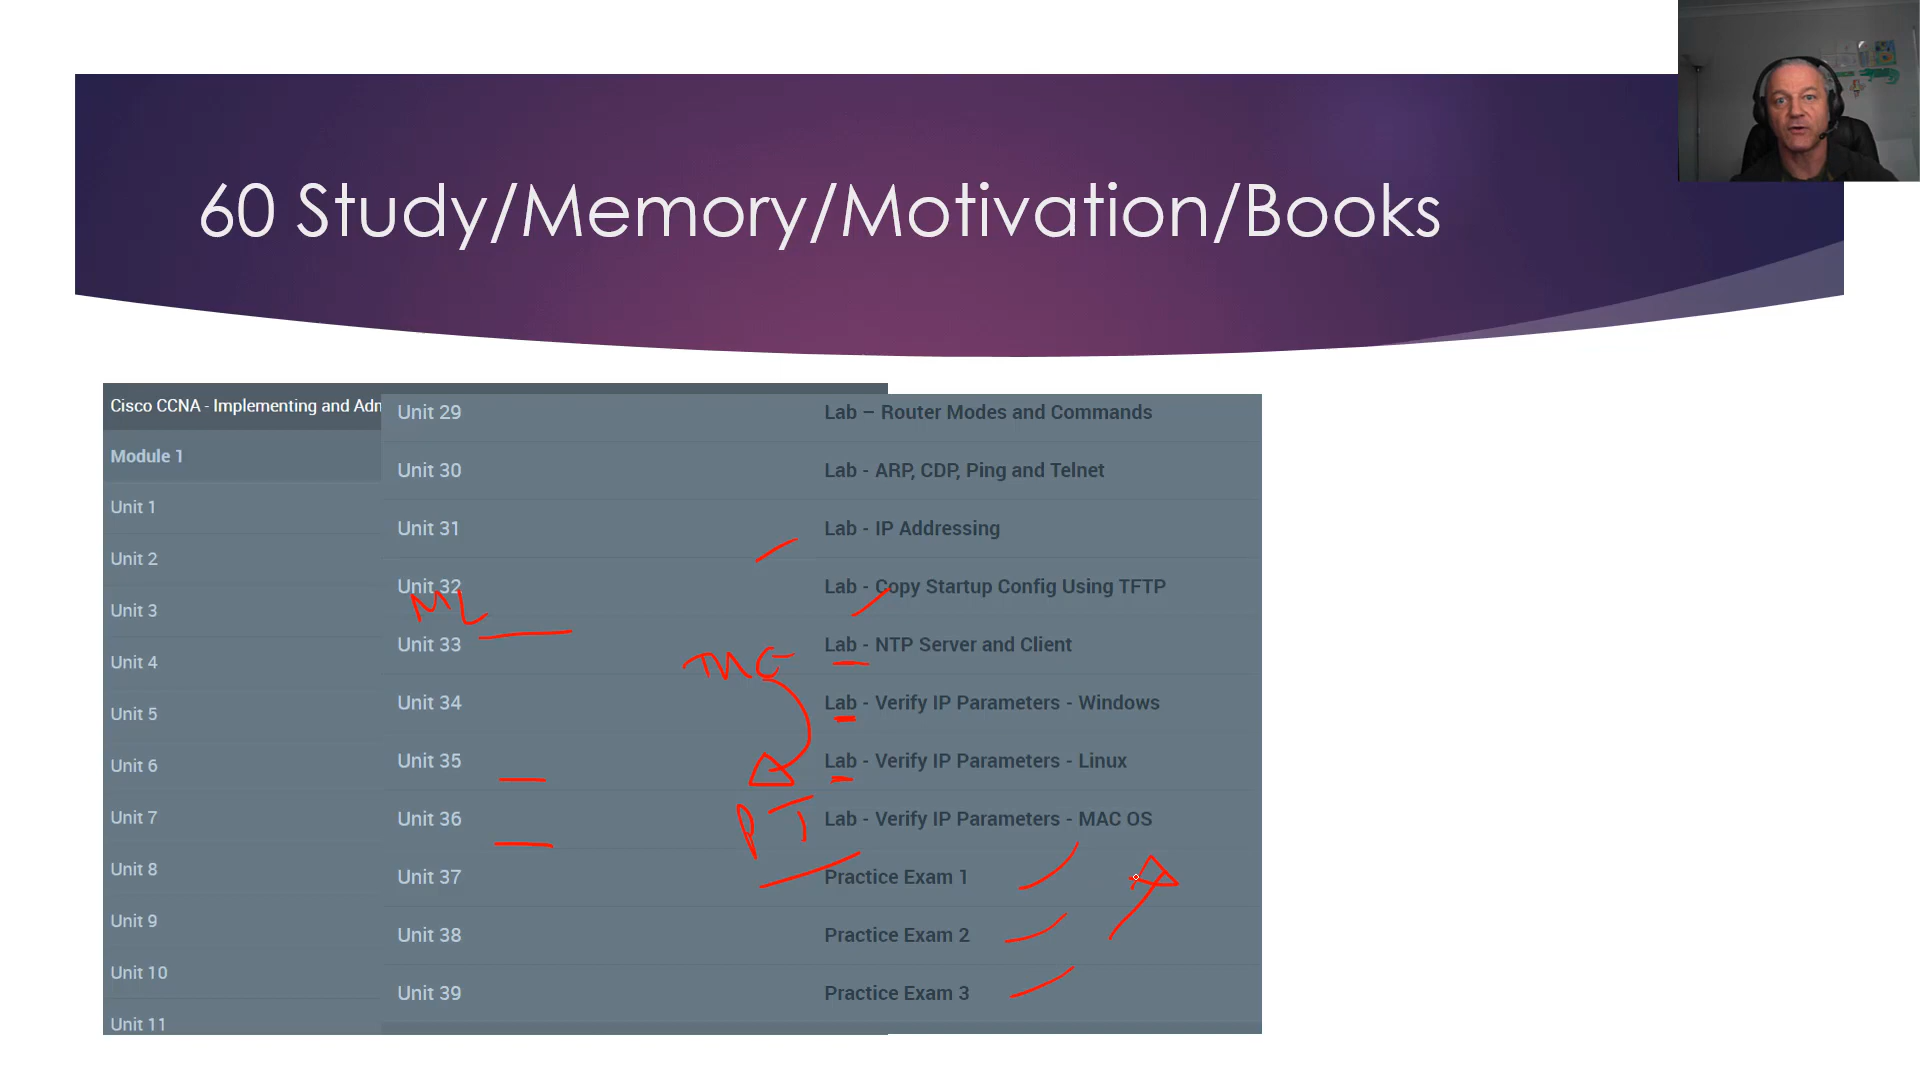 60 Study/Memory/Motivation/Books
Cisco CCNA - Implementing and Adm
Module 1
Unit 1
Unit 2
Unit 3
Unit 4
Unit 5
Unit 6
Unit 7
Unit 8
Unit 9
Unit 10
Unit 11
Unit 29 Lab – Router Modes and Commands
Unit 30 Lab - ARP, CDP, Ping and Telnet
Unit 31 Lab - IP Addressing
Unit 32 Lab - Copy Startup Config Using TFTP
ML
Unit 33 Lab - NTP Server and Client
Unit 34 Lab - Verify IP Parameters - Windows
Unit 35 Lab - Verify IP Parameters - Linux
Unit 36 Lab - Verify IP Parameters - MAC OS
PT
Unit 37 Practice Exam 1
Unit 38 Practice Exam 2
Unit 39 Practice Exam 3